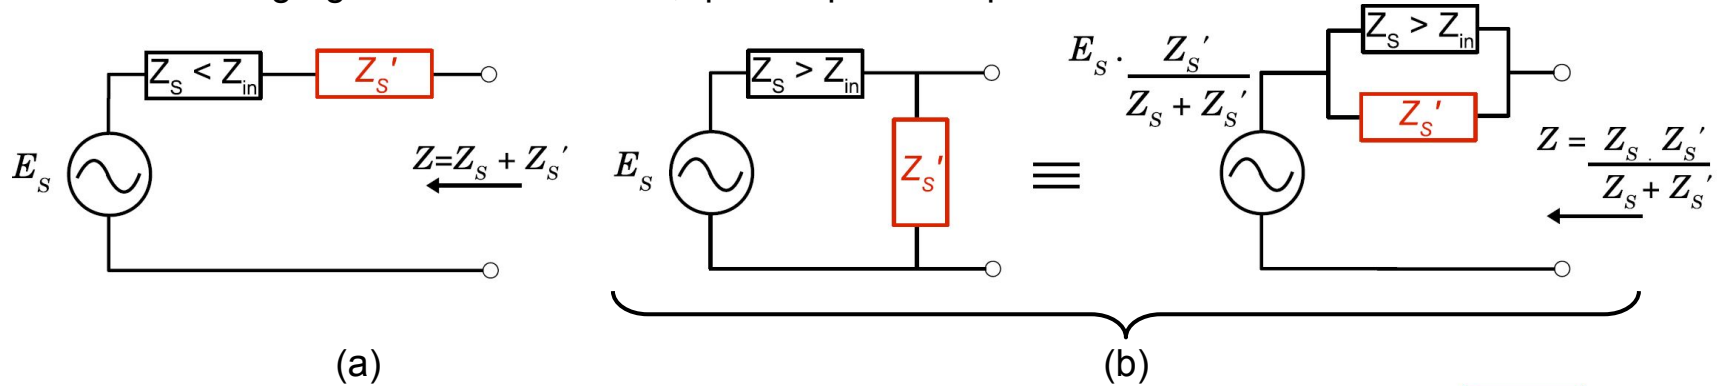 Z_S < Z_in
Z_S'
E_S
Z=Z_S + Z_S'
(a)
Z_S > Z_in
Z_S'
E_S
≡
E_S · Z_S' / Z_S + Z_S'
Z_S > Z_in
Z_S'
Z = Z_S . Z_S' / Z_S + Z_S'
(b)